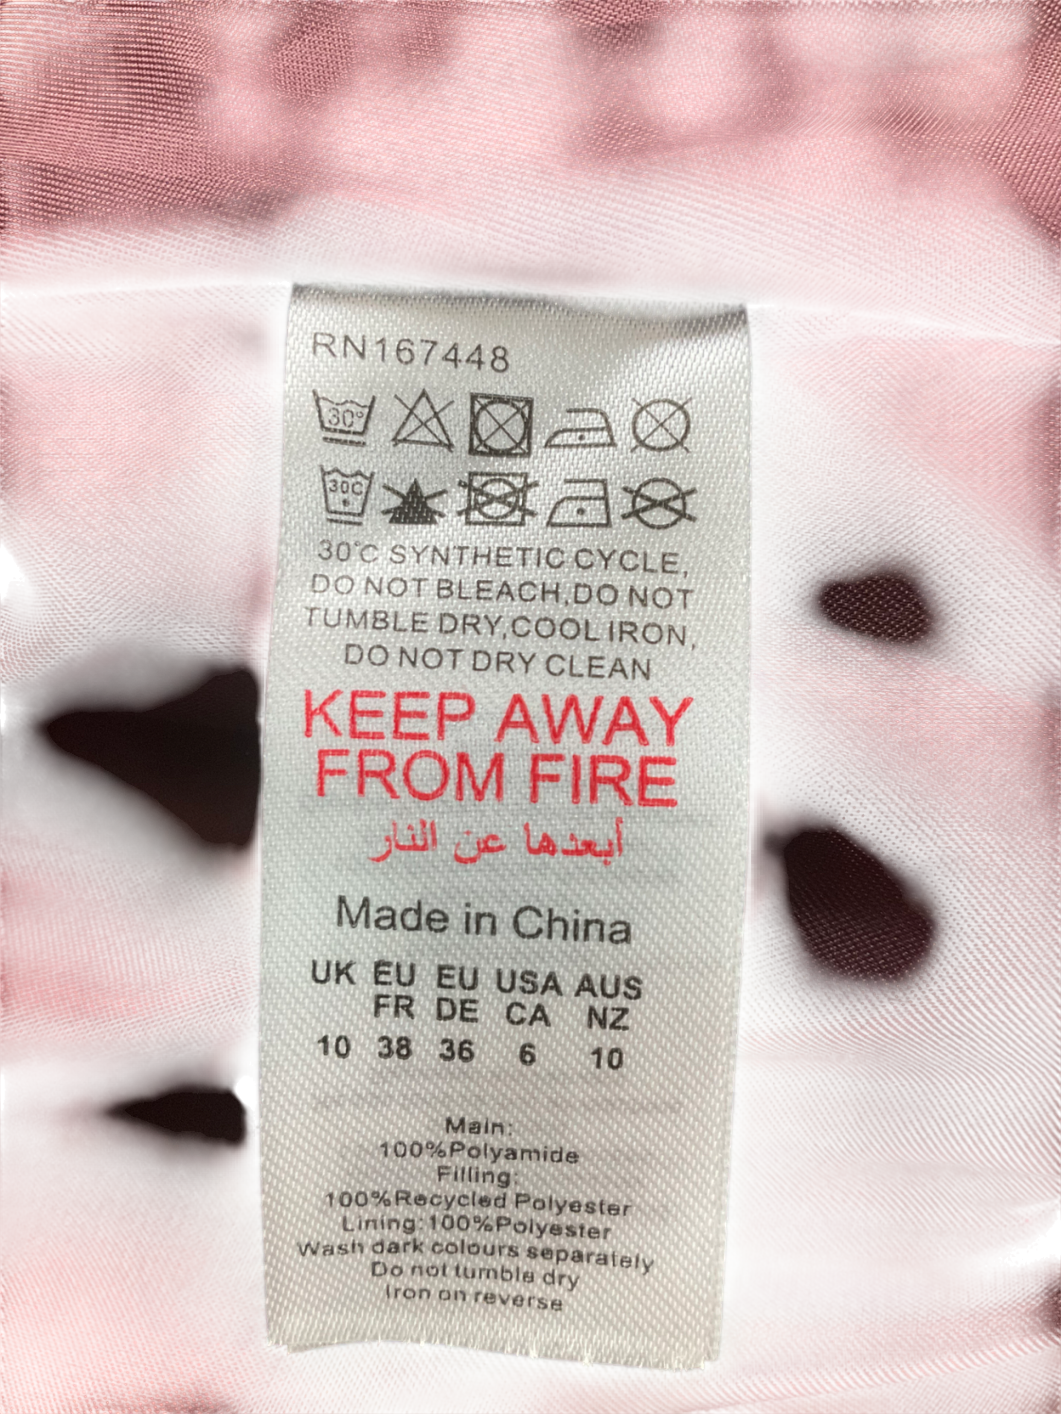 RN167448
30°
30C
30°C SYNTHETIC CYCLE,
DO NOT BLEACH,DO NOT
TUMBLE DRY,COOL IRON,
DO NOT DRY CLEAN
KEEP AWAY
FROM FIRE
أبعدها عن النار
Made in China
UK EU EU USA AUS
FR DE CA NZ
10 38 36 6 10
Main:
100%Polyamide
Filling:
100%Recycled Polyester
Lining:100%Polyester
Wash dark colours separately
Do not tumble dry
Iron on reverse